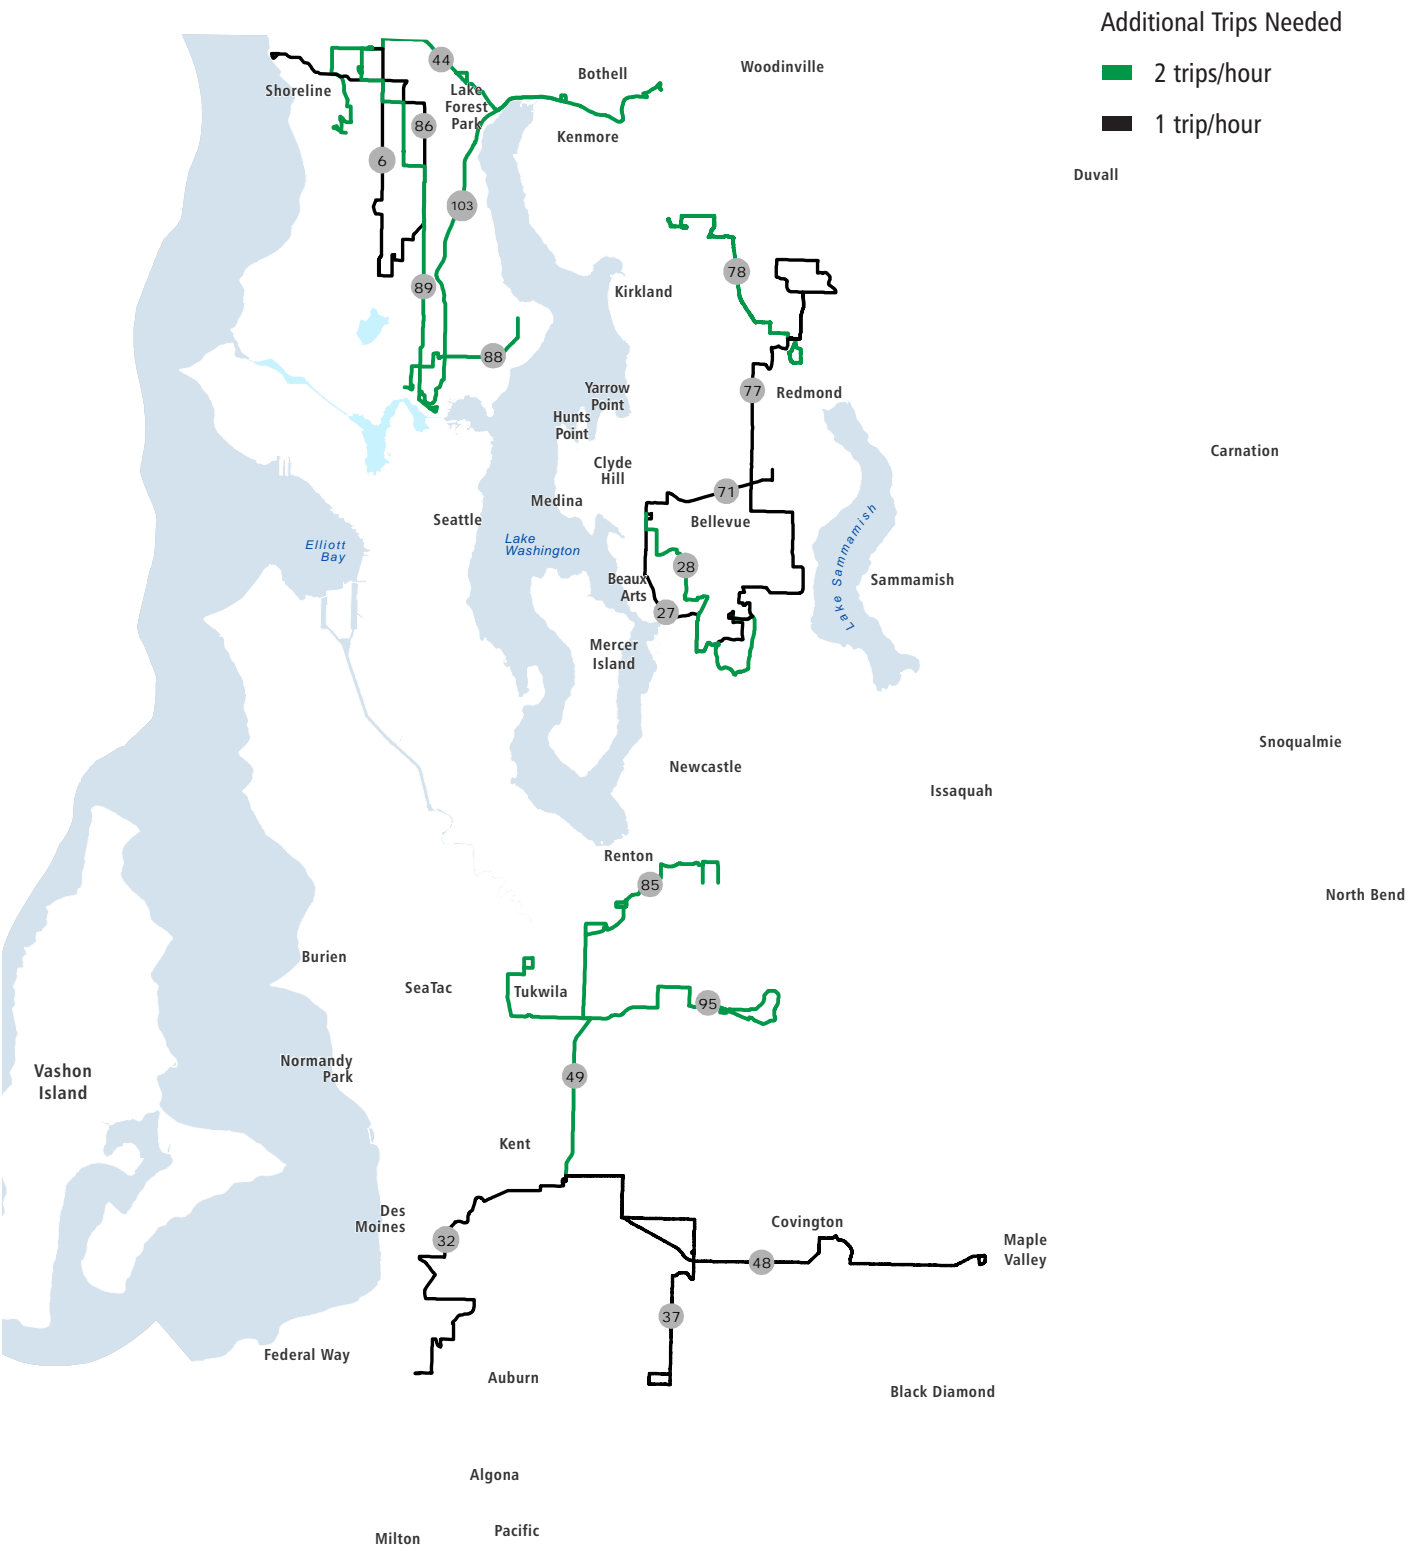 Additional Trips Needed
2 trips/hour
1 trip/hour
44
Bothell
Woodinville
Shoreline
Lake
Forest
Park
86
Kenmore
6
Duvall
103
78
89
Kirkland
88
77
Redmond
Yarrow
Point
Hunts
Point
Carnation
Clyde
Hill
71
Medina
Seattle
Bellevue
Lake
Washington
Elliott
Bay
Lake Sammamish
28
Beaux
Arts
Sammamish
27
Mercer
Island
Snoqualmie
Newcastle
Issaquah
Renton
85
North Bend
Burien
SeaTac
Tukwila
95
Normandy
Park
Vashon
Island
49
Kent
Des
Moines
32
Covington
Maple
Valley
48
37
Federal Way
Auburn
Black Diamond
Algona
Pacific
Milton